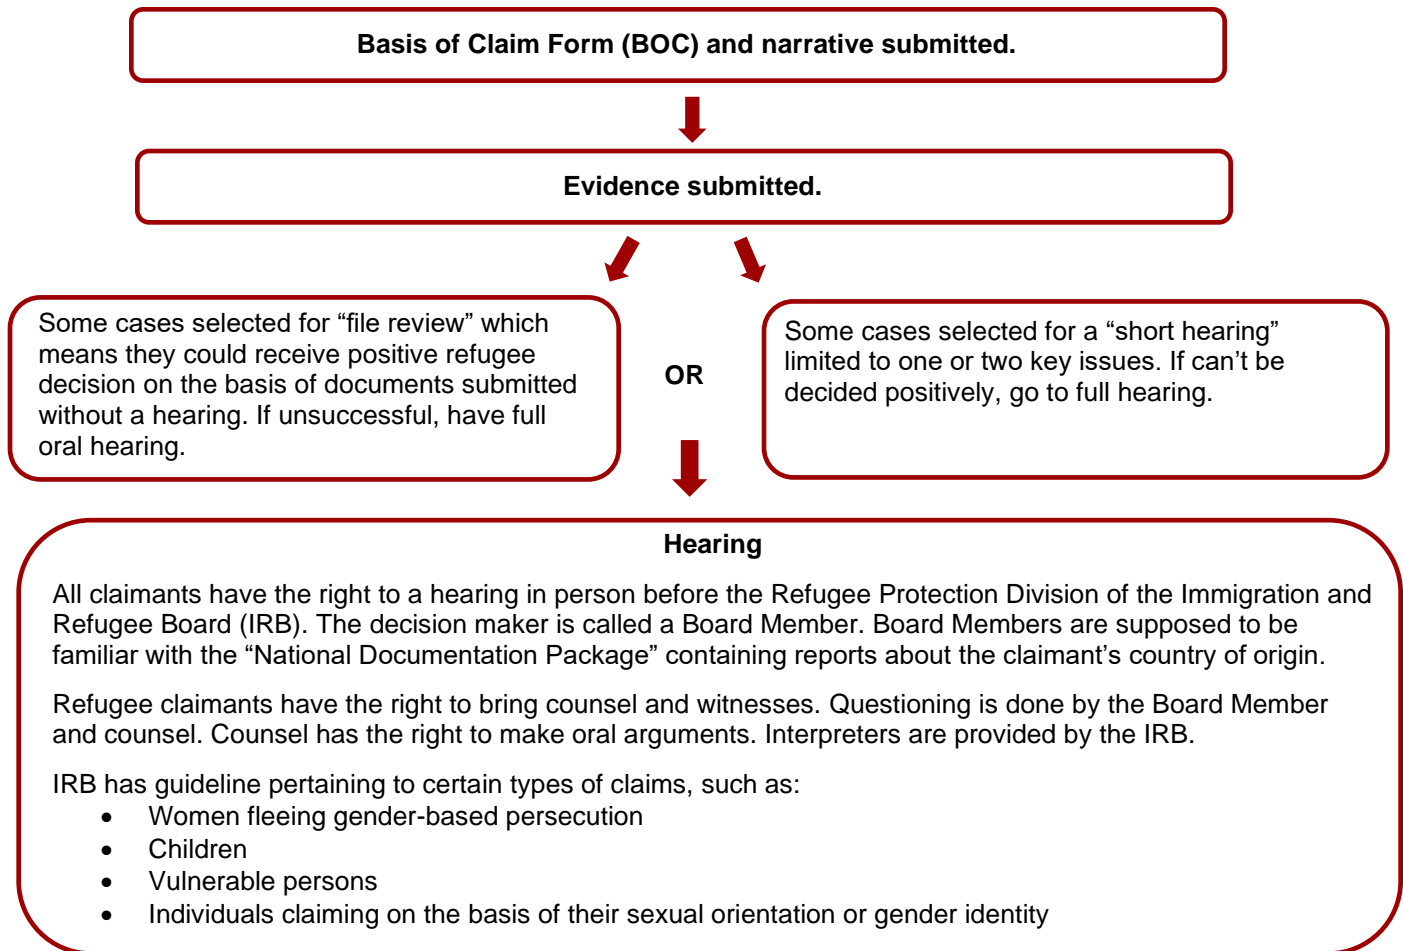 Basis of Claim Form (BOC) and narrative submitted.
Evidence submitted.
Some cases selected for “file review” which
means they could receive positive refugee
decision on the basis of documents submitted
without a hearing. If unsuccessful, have full
oral hearing.
OR
Some cases selected for a “short hearing”
limited to one or two key issues. If can’t be
decided positively, go to full hearing.
Hearing
All claimants have the right to a hearing in person before the Refugee Protection Division of the Immigration and
Refugee Board (IRB). The decision maker is called a Board Member. Board Members are supposed to be
familiar with the “National Documentation Package” containing reports about the claimant’s country of origin.
Refugee claimants have the right to bring counsel and witnesses. Questioning is done by the Board Member
and counsel. Counsel has the right to make oral arguments. Interpreters are provided by the IRB.
IRB has guideline pertaining to certain types of claims, such as:
• Women fleeing gender-based persecution
• Children
• Vulnerable persons
• Individuals claiming on the basis of their sexual orientation or gender identity